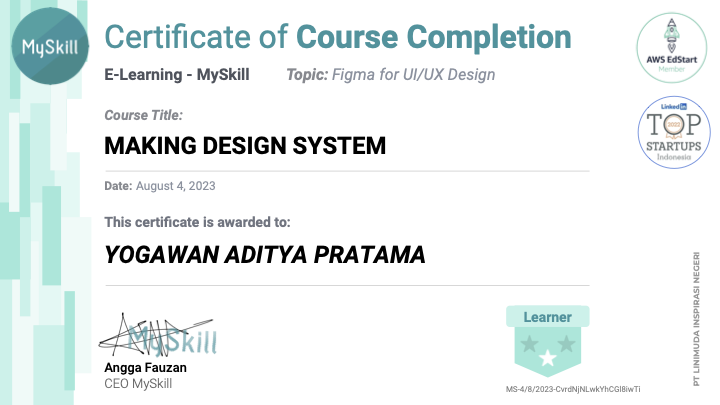 MySkill
Certificate of Course Completion
E-Learning - MySkill Topic: Figma for UI/UX Design
AWS EdStart
Member
LinkedIn
TOP
2022
STARTUPS
Indonesia
Course Title:
MAKING DESIGN SYSTEM
Date: August 4, 2023
This certificate is awarded to:
YOGAWAN ADITYA PRATAMA
PT LINIMUDA INSPIRASI NEGERI
MySkill
Angga Fauzan
CEO MySkill
Learner
MS-4/8/2023-CvrdNjNLwkYhCGl8iwTi